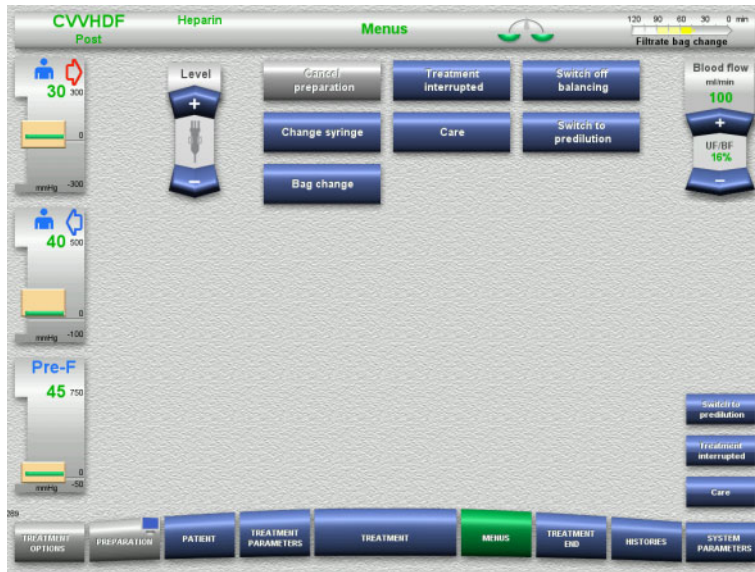 CVVHDF
Post
Heparin
Menus
120 90 60 30 0 min
Filtrate bag change
30
300
0
mmHg -300
40
500
0
mmHg -100
Pre-F
45
750
0
mmHg -50
Level
+
–
Cancel
preparation
Treatment
interrupted
Switch off
balancing
Change syringe
Care
Switch to
predilution
Bag change
Blood flow
ml/min
100
+
UF/BF
16%
–
Switch to
predilution
Treatment
interrupted
Care
TREATMENT
OPTIONS
PREPARATION
PATIENT
TREATMENT
PARAMETERS
TREATMENT
MENUS
TREATMENT
END
HISTORIES
SYSTEM
PARAMETERS